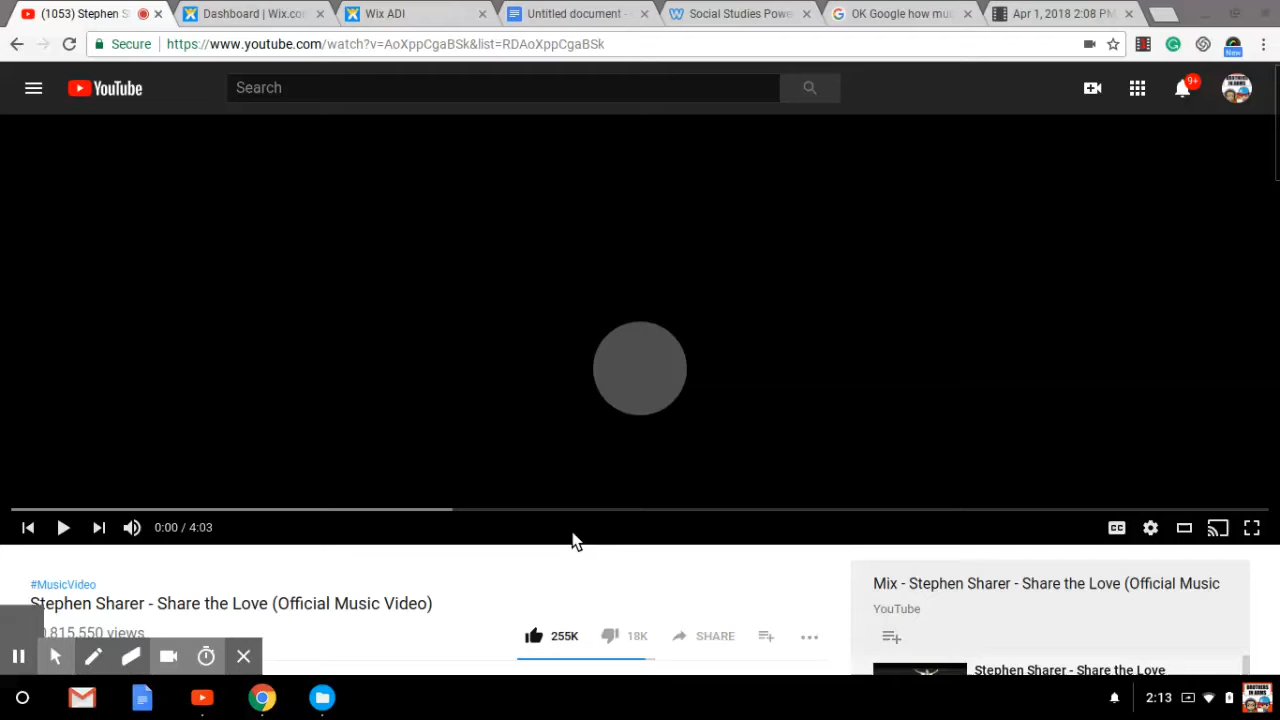 (1053) Stephen S
Dashboard | Wix.co
Wix ADI
Untitled document -
Social Studies Powe
OK Google how mu
Apr 1, 2018 2:08 PM
Secure
https://www.youtube.com/watch?v=AoXppCgaBSk&list=RDAoXppCgaBSk
New
YouTube
Search
9+
0:00 / 4:03
CC
#MusicVideo
Stephen Sharer - Share the Love (Official Music Video)
815,550 views
255K
18K
SHARE
Mix - Stephen Sharer - Share the Love (Official Music
YouTube
Stephen Sharer - Share the Love
2:13